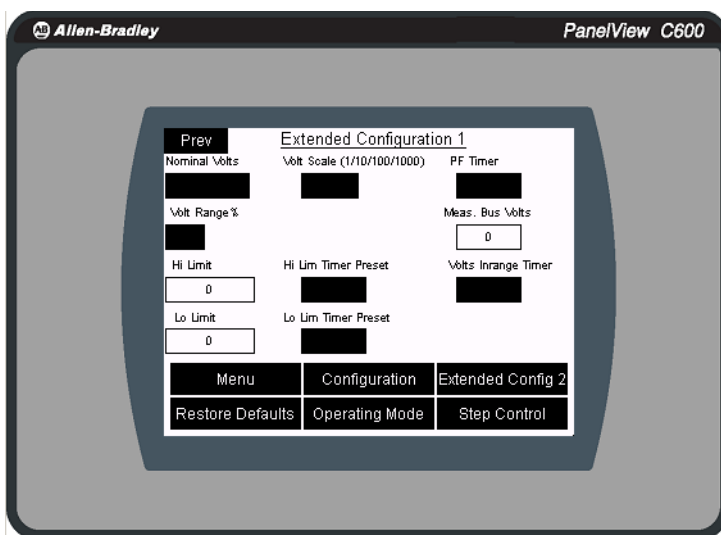 AB Allen-Bradley
PanelView C600
Prev
Extended Configuration 1
Nominal Volts
Volt Scale (1/10/100/1000)
PF Timer
Volt Range %
Meas. Bus Volts
0
Hi Limit
Hi Lim Timer Preset
Volts Inrange Timer
0
Lo Limit
Lo Lim Timer Preset
0
Menu
Configuration
Extended Config 2
Restore Defaults
Operating Mode
Step Control